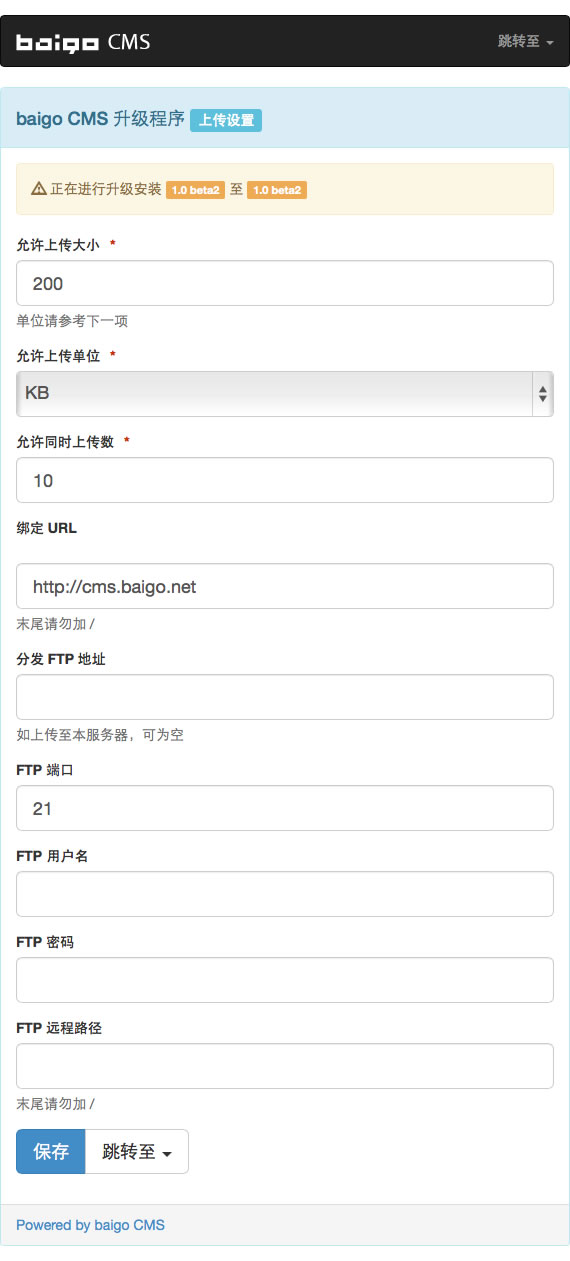 baigo CMS 跳转至
baigo CMS 升级程序 上传设置
正在进行升级安装 1.0 beta2 至 1.0 beta2
允许上传大小 *
200
单位请参考下一项
允许上传单位 *
KB
允许同时上传数 *
10
绑定 URL
http://cms.baigo.net
末尾请勿加 /
分发 FTP 地址
如上传至本服务器，可为空
FTP 端口
21
FTP 用户名
FTP 密码
FTP 远程路径
末尾请勿加 /
保存 跳转至
Powered by baigo CMS